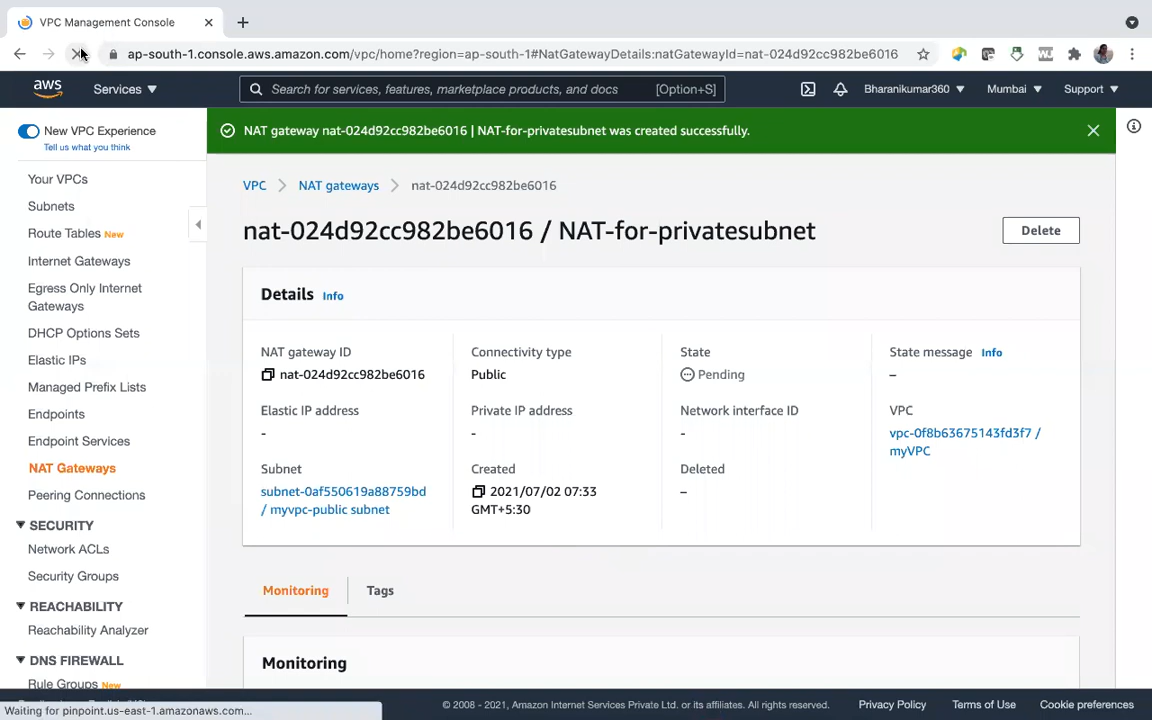 VPC Management Console
ap-south-1.console.aws.amazon.com/vpc/home?region=ap-south-1#NatGatewayDetails:natGatewayId=nat-024d92cc982be6016
aws
Services
Search for services, features, marketplace products, and docs [Option+S]
Bharanikumar360
Mumbai
Support
New VPC Experience
Tell us what you think
Your VPCs
Subnets
Route Tables New
Internet Gateways
Egress Only Internet
Gateways
DHCP Option Sets
Elastic IPs
Managed Prefix Lists
Endpoints
Endpoint Services
NAT Gateways
Peering Connections
SECURITY
Network ACLs
Security Groups
REACHABILITY
Reachability Analyzer
DNS FIREWALL
Rule Groups New
NAT gateway nat-024d92cc982be6016 | NAT-for-privatesubnet was created successfully.
VPC
NAT gateways
nat-024d92cc982be6016
nat-024d92cc982be6016 / NAT-for-privatesubnet
Delete
Details Info
NAT gateway ID
nat-024d92cc982be6016
Connectivity type
Public
State
Pending
State message Info
–
Elastic IP address
-
Private IP address
-
Network interface ID
-
VPC
vpc-0f8b63675143fd3f7 /
myVPC
Subnet
subnet-0af550619a88759bd
/ myvpc-public subnet
Created
2021/07/02 07:33
GMT+5:30
Deleted
–
Monitoring
Tags
Monitoring
Waiting for pinpoint.us-east-1.amazonaws.com...
© 2008 - 2021, Amazon Internet Services Private Ltd. or its affiliates. All rights reserved.
Privacy Policy
Terms of Use
Cookie preferences